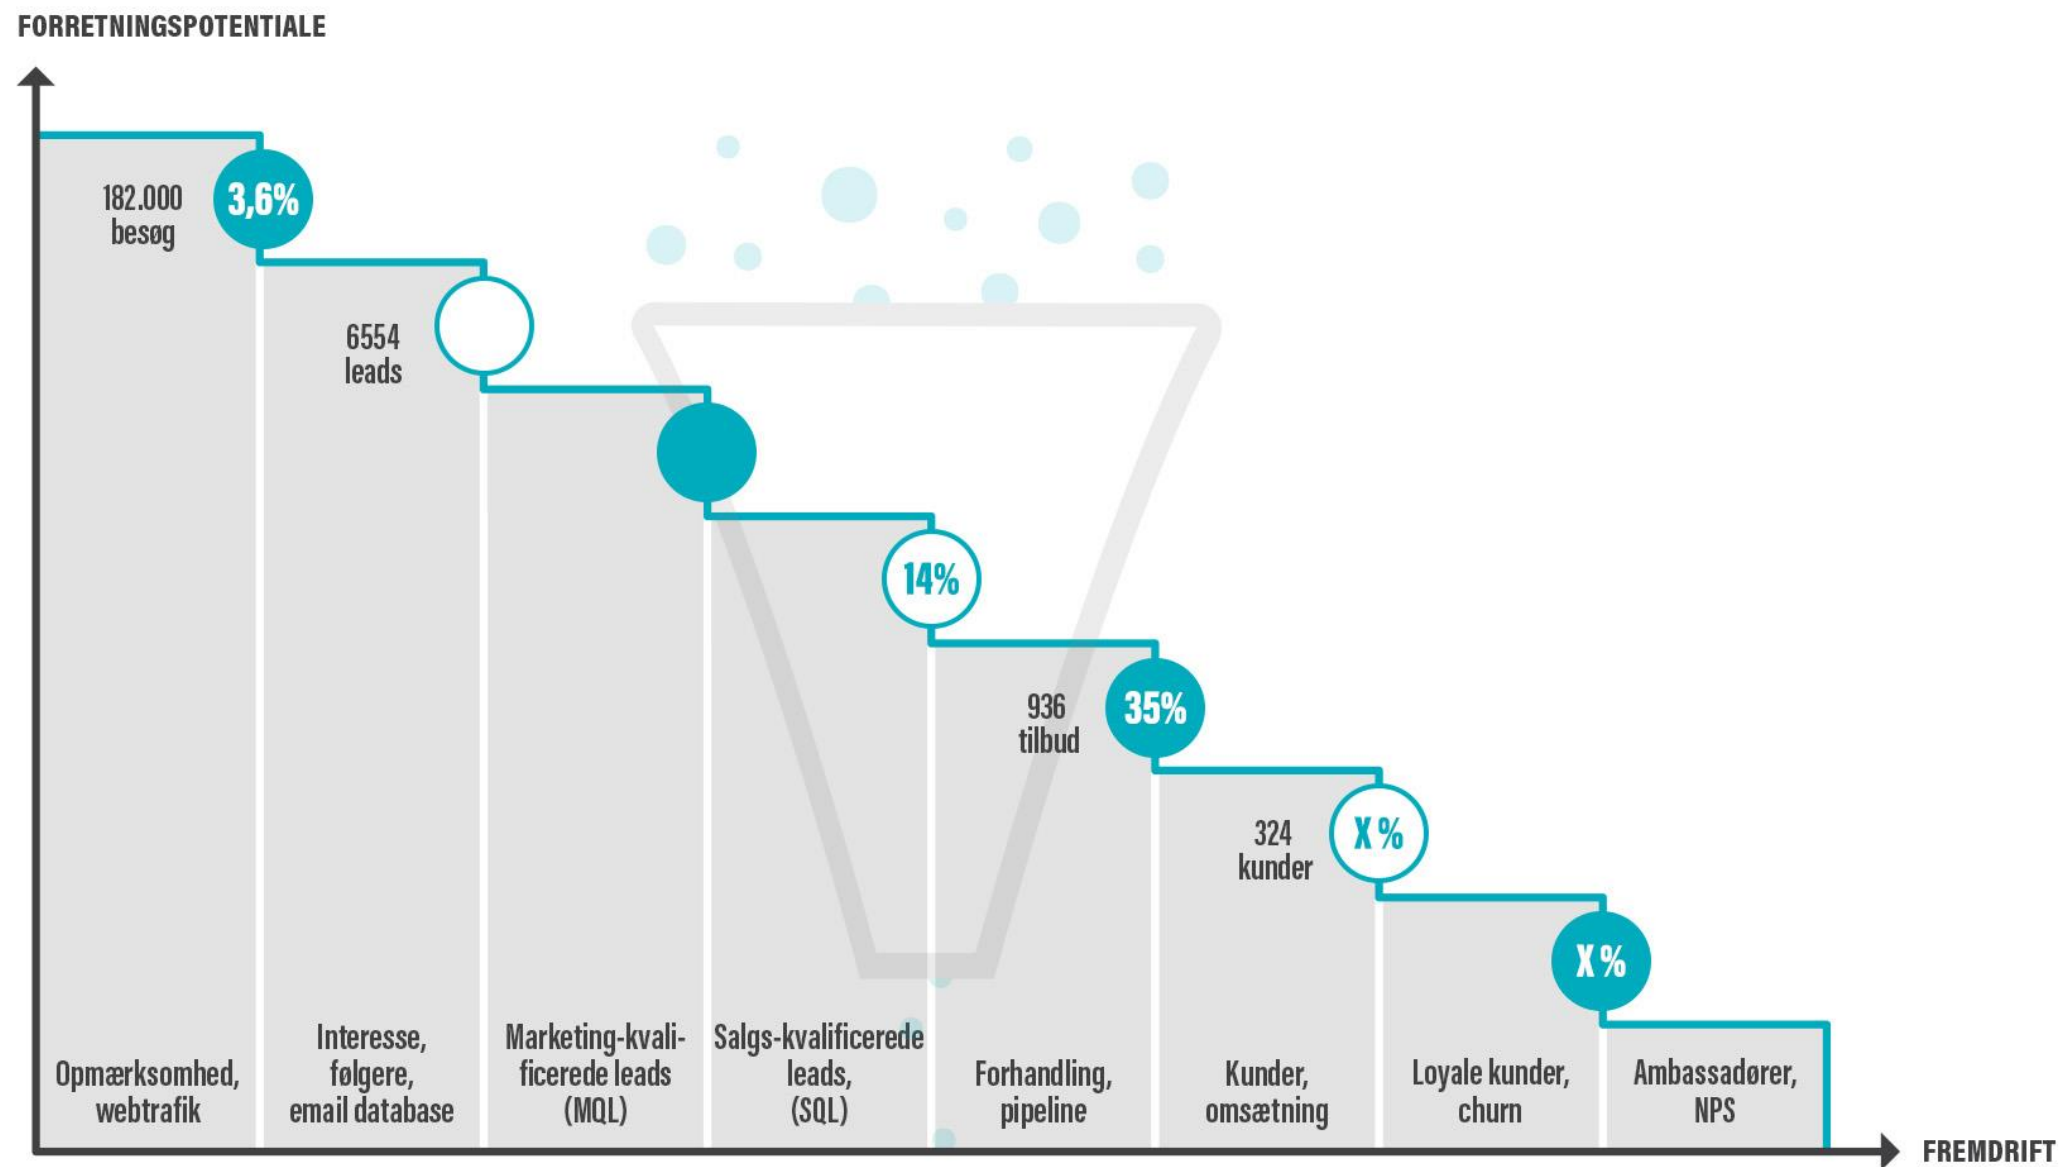 FORRETNINGSPOTENTIALE
182.000
besøg
3,6%
6554
leads
14%
936
tilbud
35%
324
kunder
X %
X %
Opmærksomhed,
webtrafik
Interesse,
følgere,
email database
Marketing-kvali-
ficerede leads
(MQL)
Salgs-kvalificerede
leads,
(SQL)
Forhandling,
pipeline
Kunder,
omsætning
Loyale kunder,
churn
Ambassadører,
NPS
FREMDRIFT